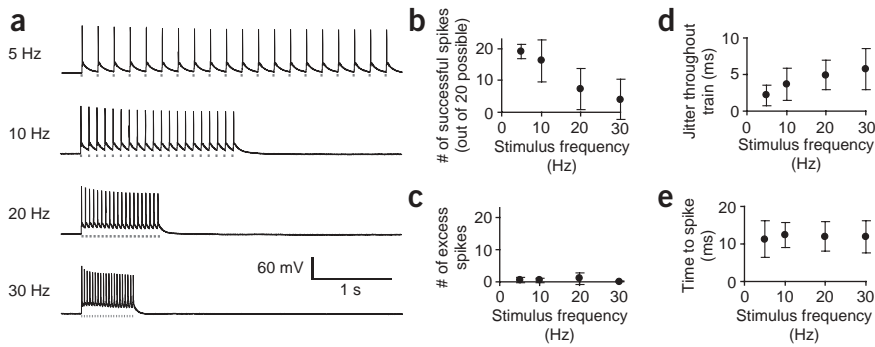 a
5 Hz
10 Hz
20 Hz
30 Hz
60 mV
1 s
b
# of successful spikes
(out of 20 possible)
20
10
0
0 10 20 30
Stimulus frequency
(Hz)
c
# of excess
spikes
20
10
0
0 10 20 30
Stimulus frequency
(Hz)
d
Jitter throughout
train (ms)
10
5
0
0 10 20 30
Stimulus frequency
(Hz)
e
Time to spike
(ms)
20
10
0
0 10 20 30
Stimulus frequency
(Hz)